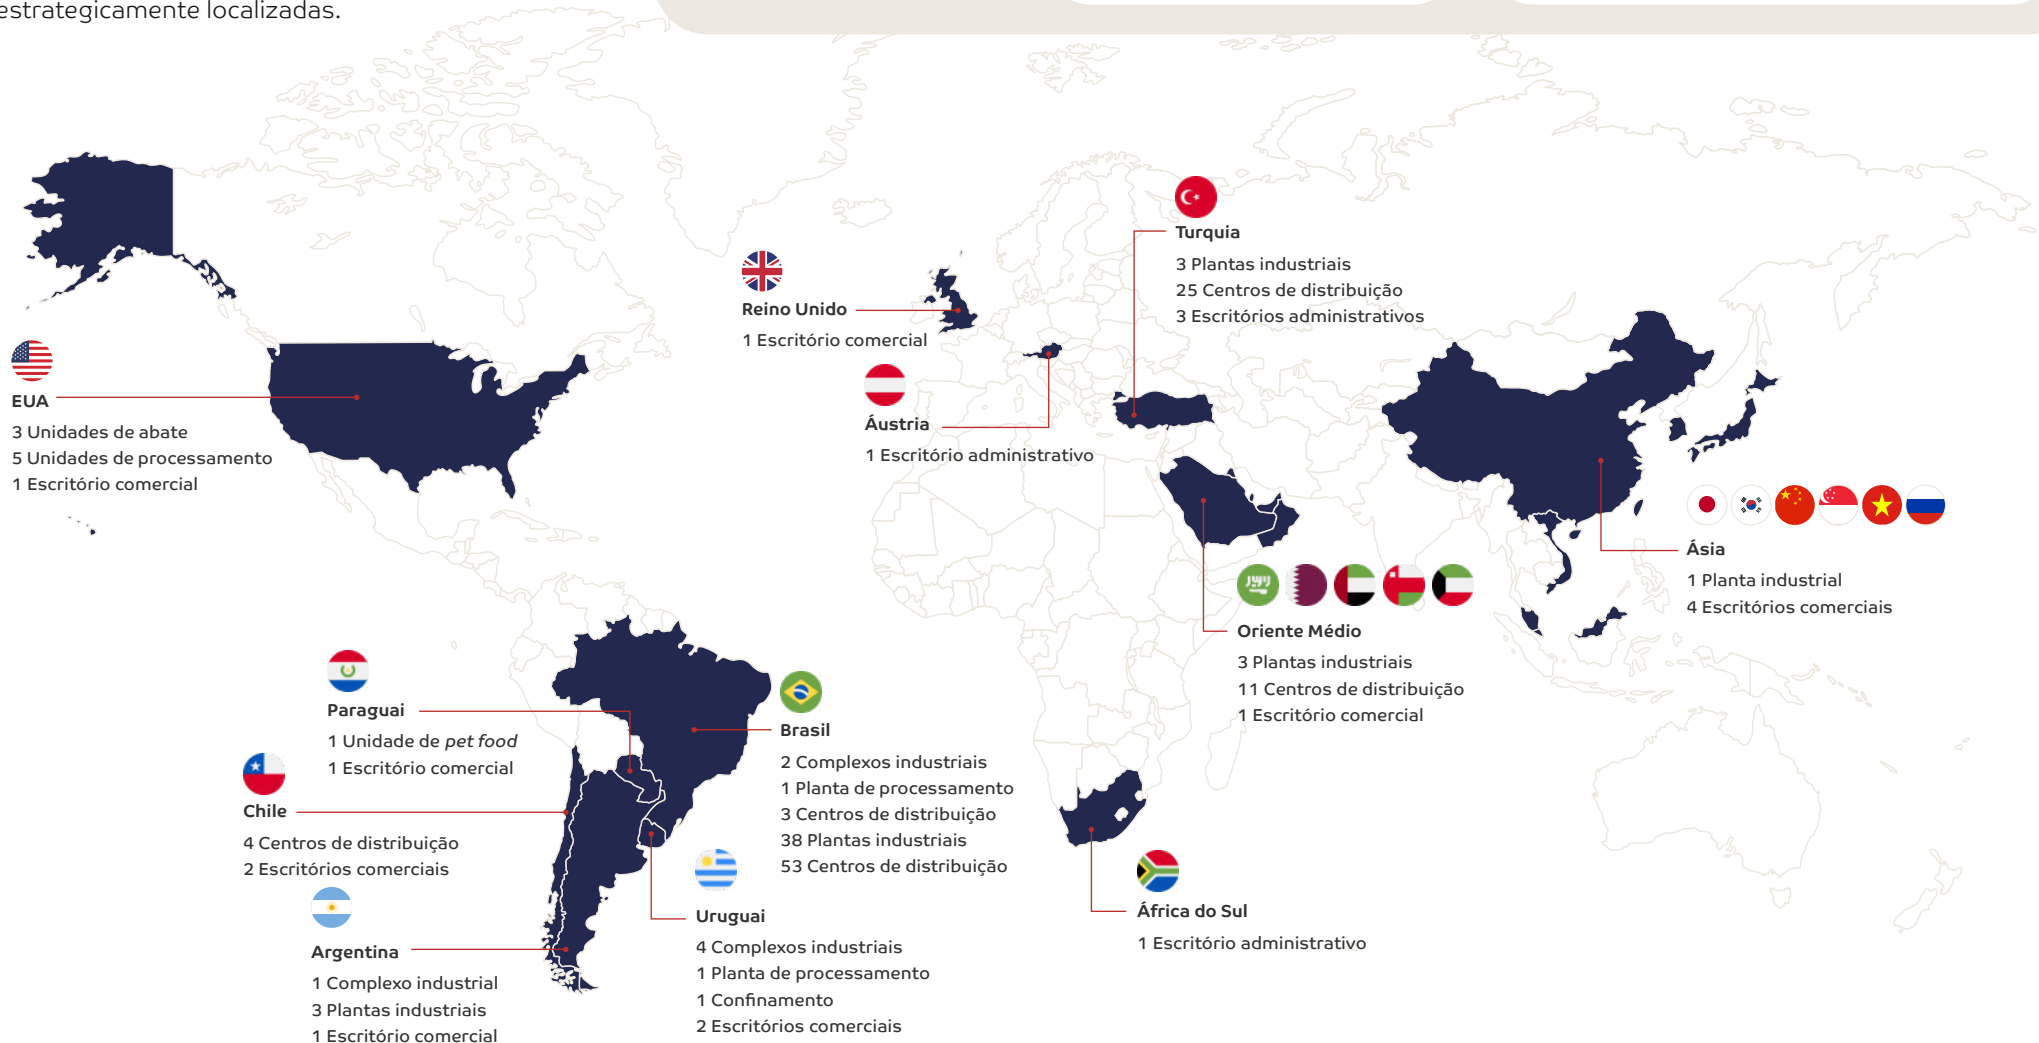 estrategicamente localizadas.
EUA
3 Unidades de abate
5 Unidades de processamento
1 Escritório comercial
Reino Unido
1 Escritório comercial
Áustria
1 Escritório administrativo
Turquia
3 Plantas industriais
25 Centros de distribuição
3 Escritórios administrativos
Ásia
1 Planta industrial
4 Escritórios comerciais
Oriente Médio
3 Plantas industriais
11 Centros de distribuição
1 Escritório comercial
Paraguai
1 Unidade de pet food
1 Escritório comercial
Chile
4 Centros de distribuição
2 Escritórios comerciais
Argentina
1 Complexo industrial
3 Plantas industriais
1 Escritório comercial
Brasil
2 Complexos industriais
1 Planta de processamento
3 Centros de distribuição
38 Plantas industriais
53 Centros de distribuição
Uruguai
4 Complexos industriais
1 Planta de processamento
1 Confinamento
2 Escritórios comerciais
África do Sul
1 Escritório administrativo